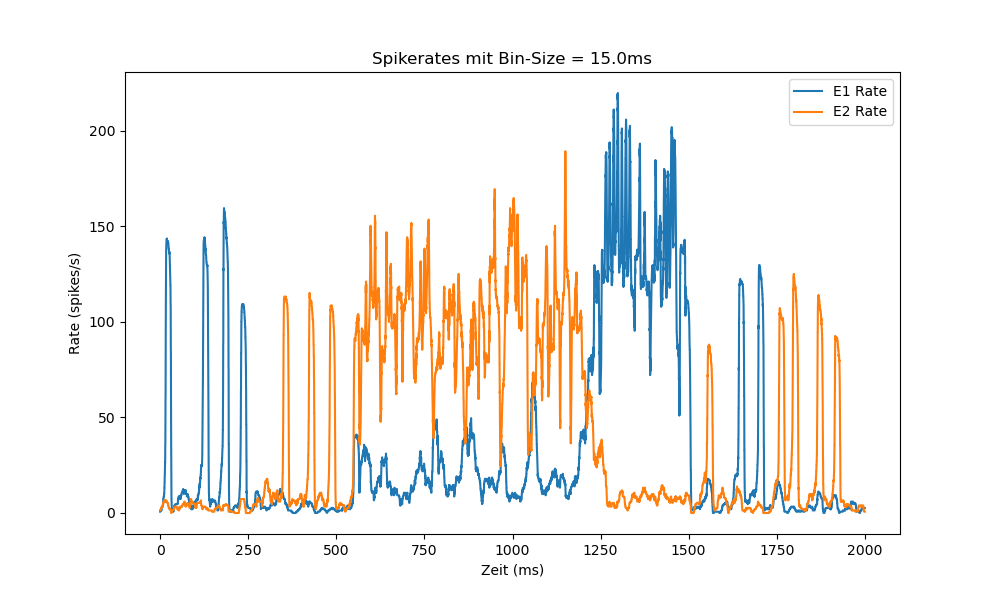 Spikerates mit Bin-Size = 15.0ms
E1 Rate
E2 Rate
Rate (spikes/s)
200
150
100
50
0
0 250 500 750 1000 1250 1500 1750 2000
Zeit (ms)